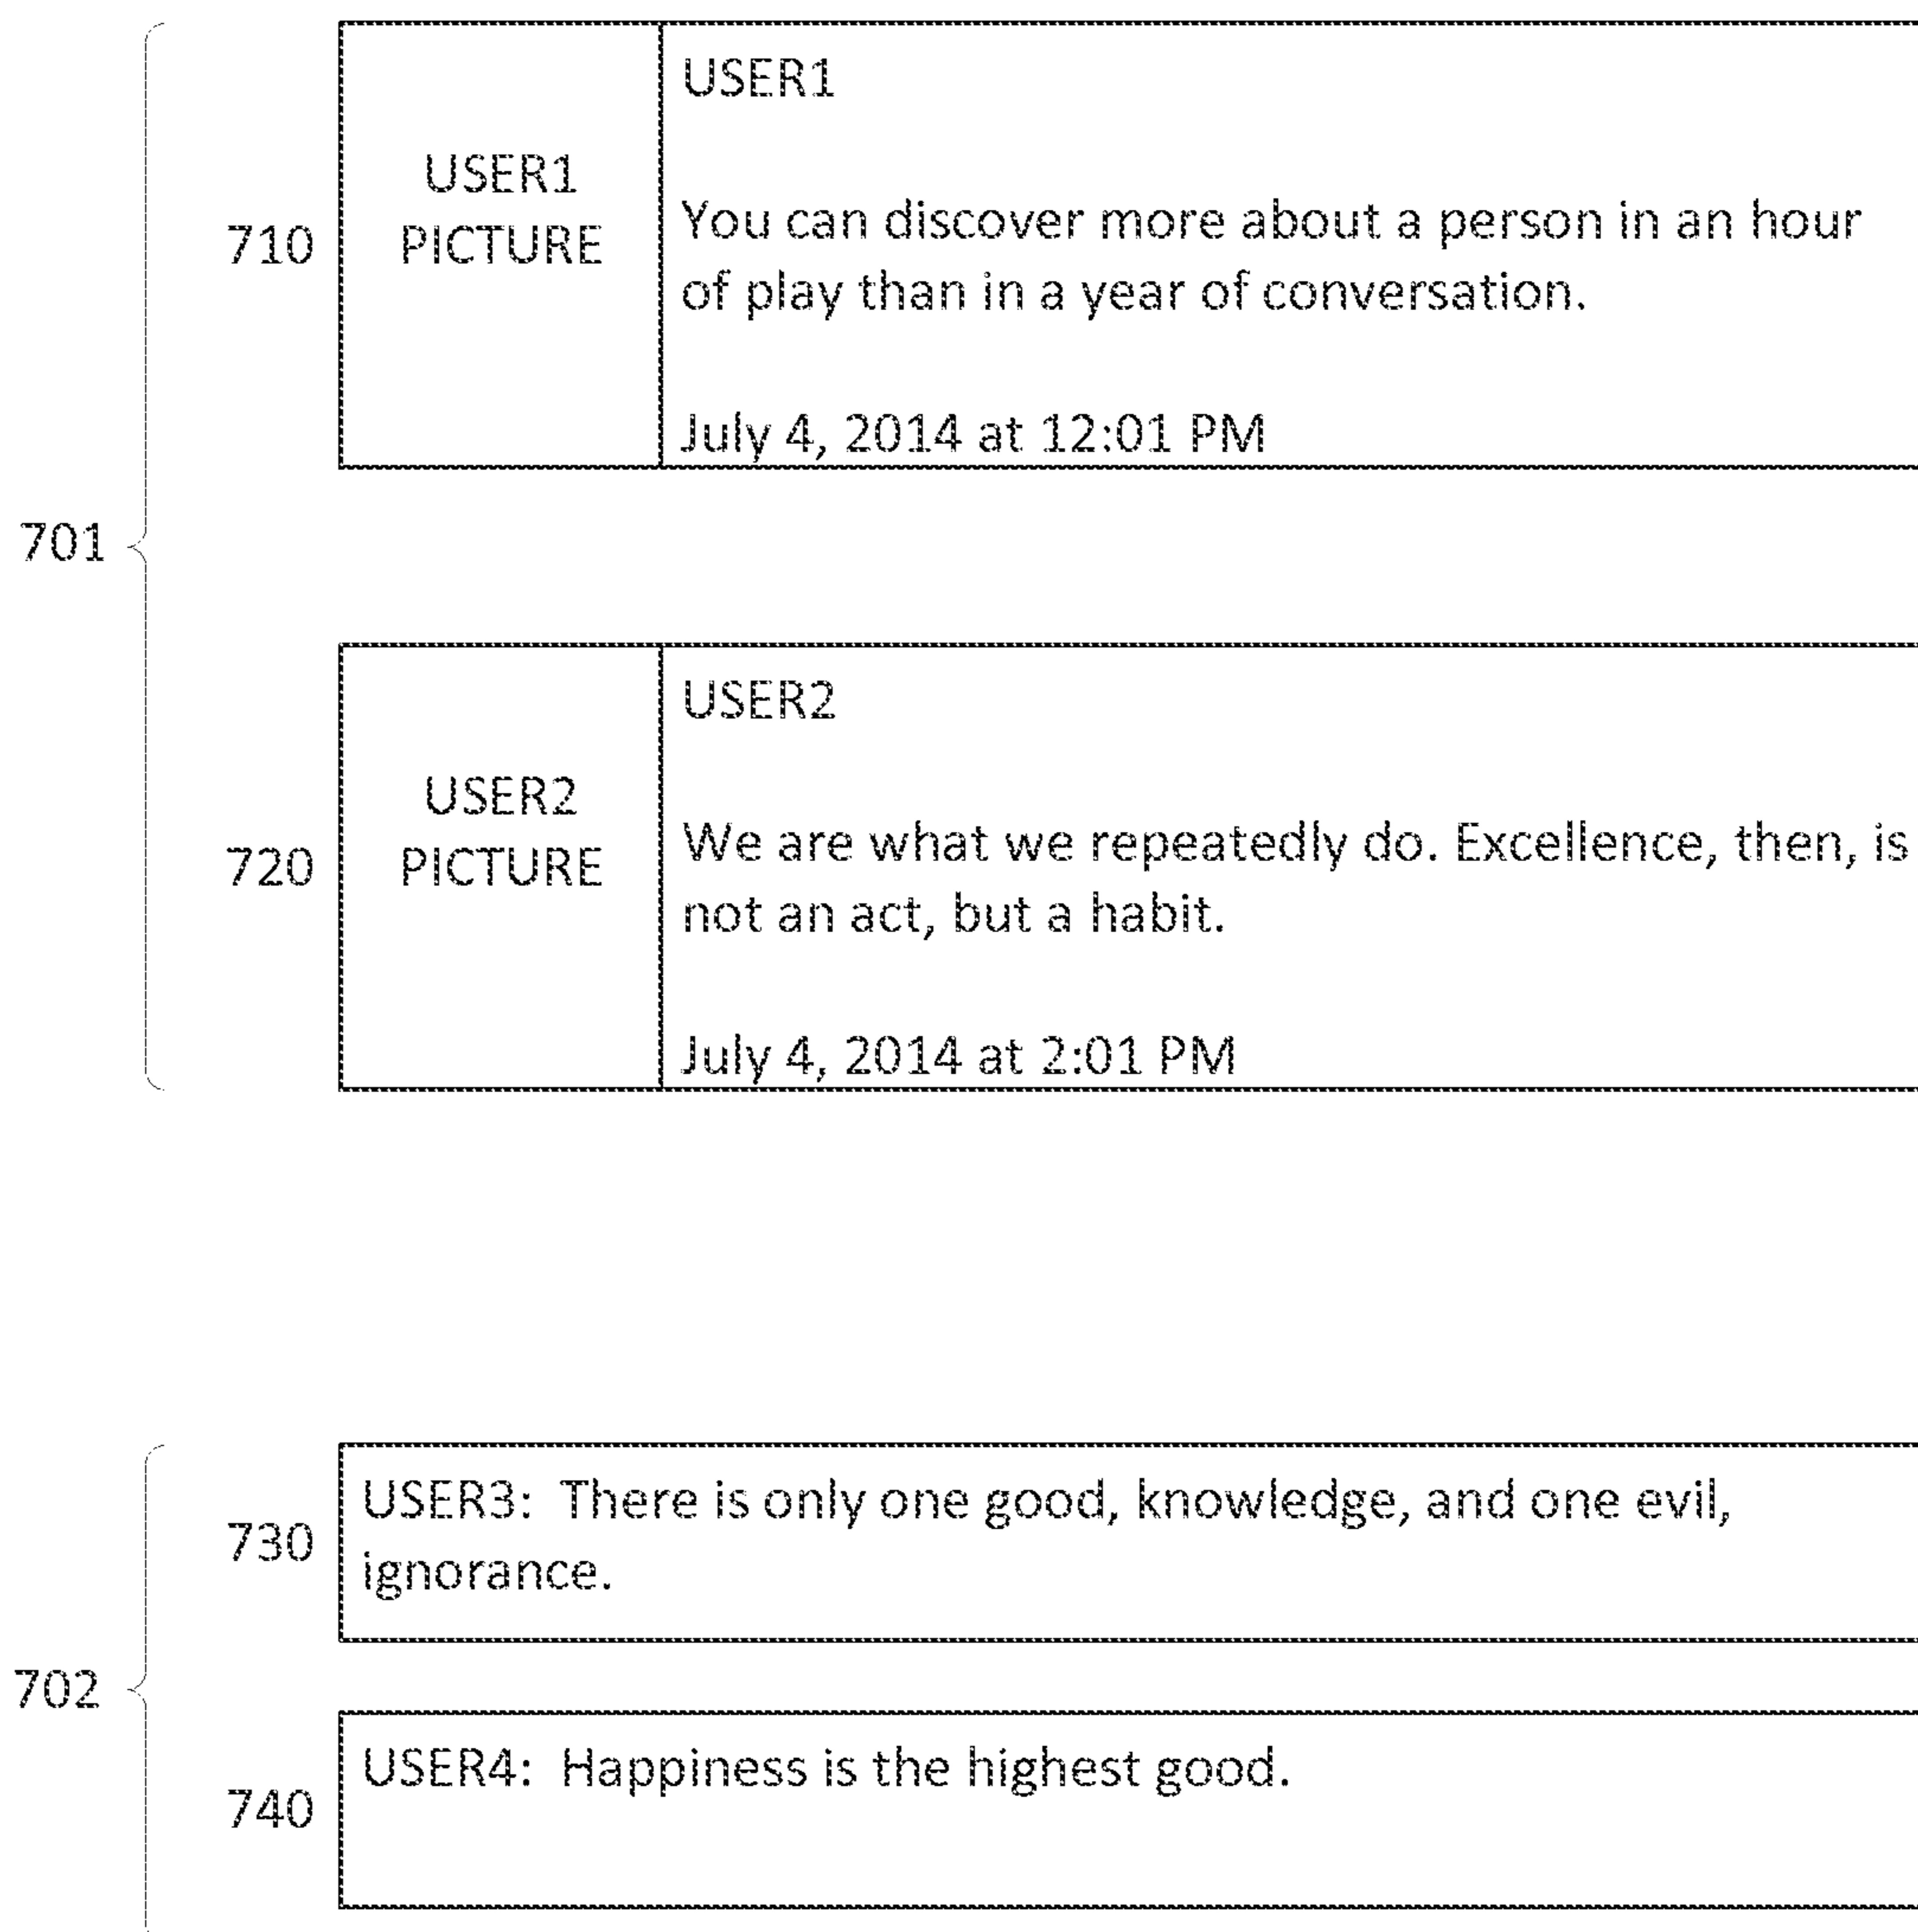 701
710
USER1
PICTURE
USER1
You can discover more about a person in an hour
of play than in a year of conversation.
July 4, 2014 at 12:01 PM
720
USER2
PICTURE
USER2
We are what we repeatedly do. Excellence, then, is
not an act, but a habit.
July 4, 2014 at 2:01 PM
702
730
USER3: There is only one good, knowledge, and one evil,
ignorance.
740
USER4: Happiness is the highest good.